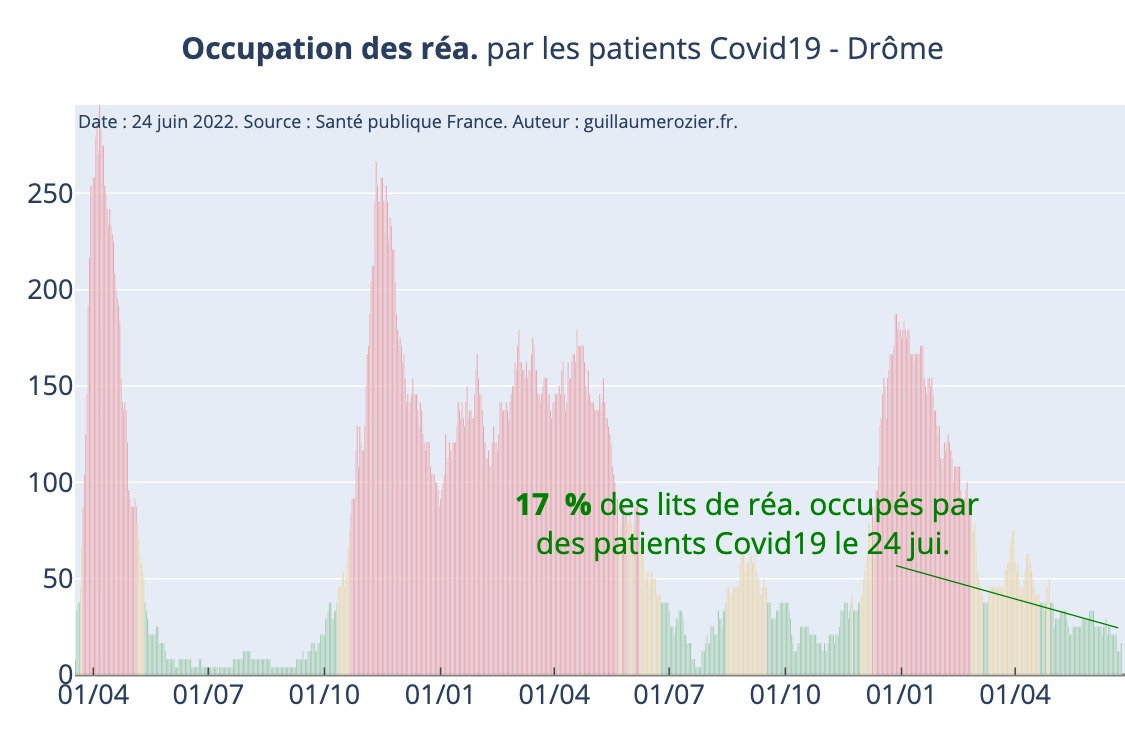 Occupation des réa. par les patients Covid19 - Drôme
Date : 24 juin 2022. Source : Santé publique France. Auteur : guillaumerozier.fr.
250
200
150
100
50
0
17 % des lits de réa. occupés par
des patients Covid19 le 24 jui.
01/04 01/07 01/10 01/01 01/04 01/07 01/10 01/01 01/04